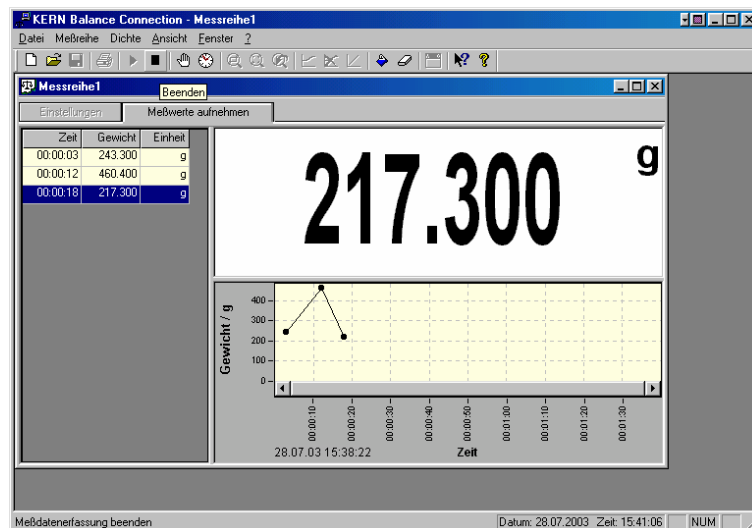 KERN Balance Connection - Messreihe1
Datei Meßreihe Dichte Ansicht Fenster ?
Messreihe1
Beenden
Einstellungen Meßwerte aufnehmen
Zeit Gewicht Einheit
00:00:03 243.300 g
00:00:12 460.400 g
00:00:18 217.300 g
217.300 g
Gewicht / g
400
300
200
100
0
00:00:10 00:00:20 00:00:30 00:00:40 00:00:50 00:01:00 00:01:10 00:01:20 00:01:30
28.07.03 15:38:22 Zeit
Meßdatenerfassung beenden Datum: 28.07.2003 Zeit: 15:41:06 NUM